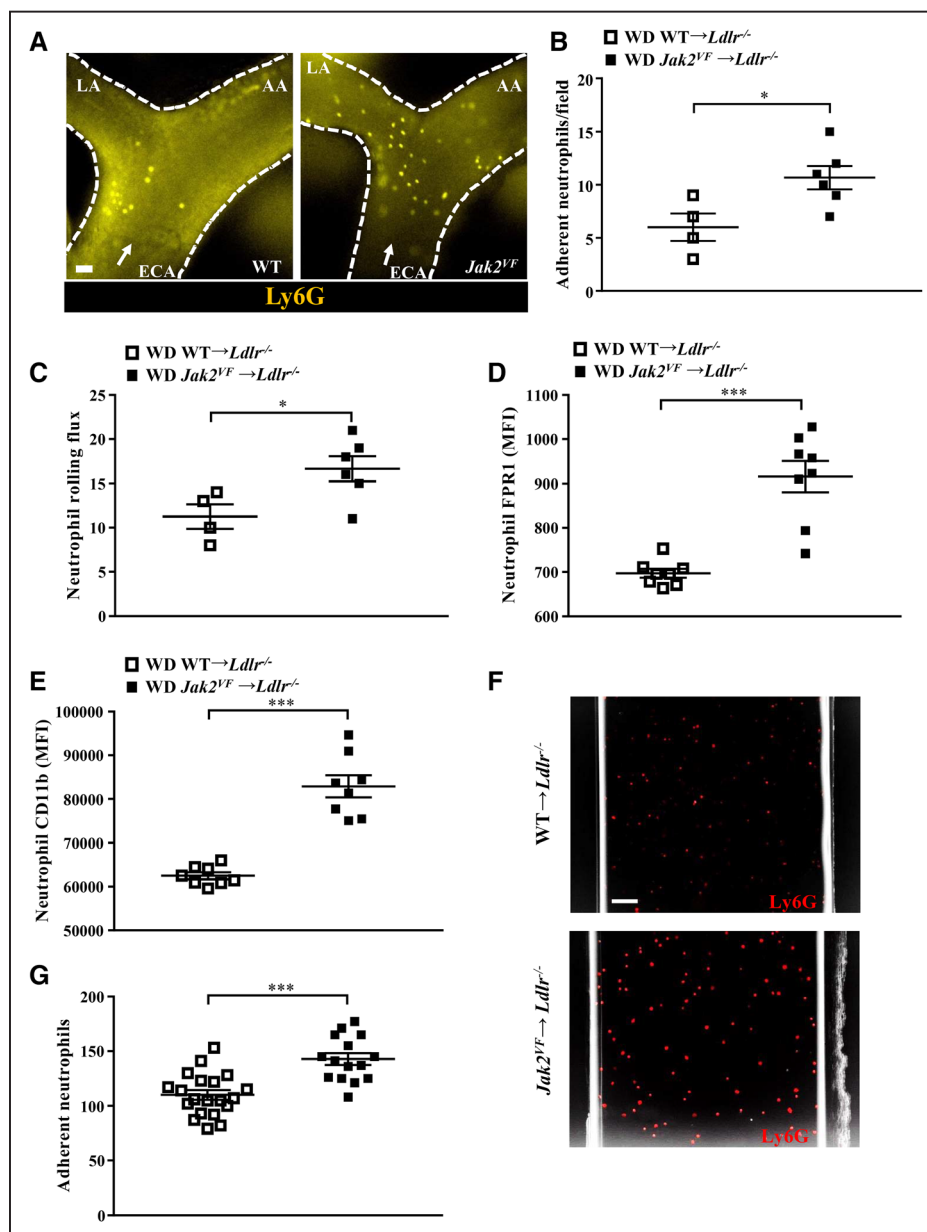 A
LA
AA
ECA
WT
LA
AA
ECA
Jak2VF
Ly6G
B
WD WT→Ldlr-/-
WD Jak2VF→Ldlr-/-
Adherent neutrophils/field
20
15
10
5
0
*
C
WD WT→Ldlr-/-
WD Jak2VF→Ldlr-/-
Neutrophil rolling flux
25
20
15
10
5
0
*
D
WD WT→Ldlr-/-
WD Jak2VF→Ldlr-/-
Neutrophil FPR1 (MFI)
1100
1000
900
800
700
600
***
E
WD WT→Ldlr-/-
WD Jak2VF→Ldlr-/-
Neutrophil CD11b (MFI)
100000
90000
80000
70000
60000
50000
***
F
WT→Ldlr-/-
Ly6G
Jak2VF→Ldlr-/-
Ly6G
G
Adherent neutrophils
200
150
100
50
0
***